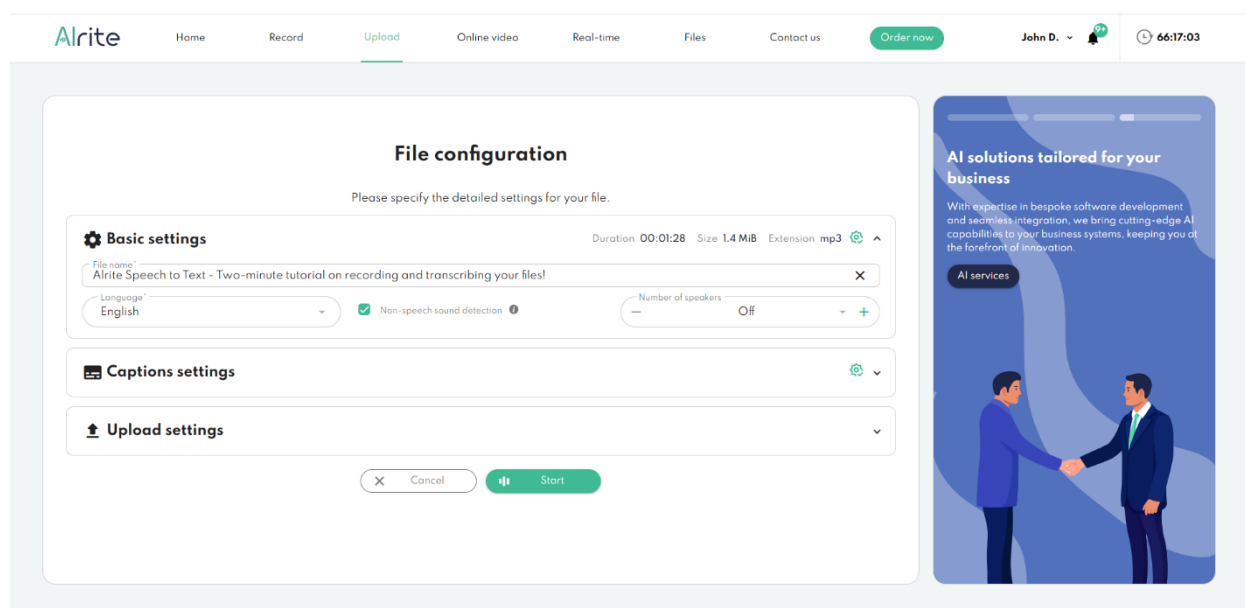 Alrite
Home Record Upload Online video Real-time Files Contact us Order now John D. 9+ 66:17:03
File configuration
Please specify the detailed settings for your file.
Basic settings Duration 00:01:28 Size 1.4 MiB Extension mp3
File name*
Alrite Speech to Text - Two-minute tutorial on recording and transcribing your files!
Language* Number of speakers
English Non-speech sound detection Off
Captions settings
Upload settings
Cancel Start
AI solutions tailored for your
business
With expertise in bespoke software development
and seamless integration, we bring cutting-edge AI
capabilities to your business systems, keeping you at
the forefront of innovation.
AI services